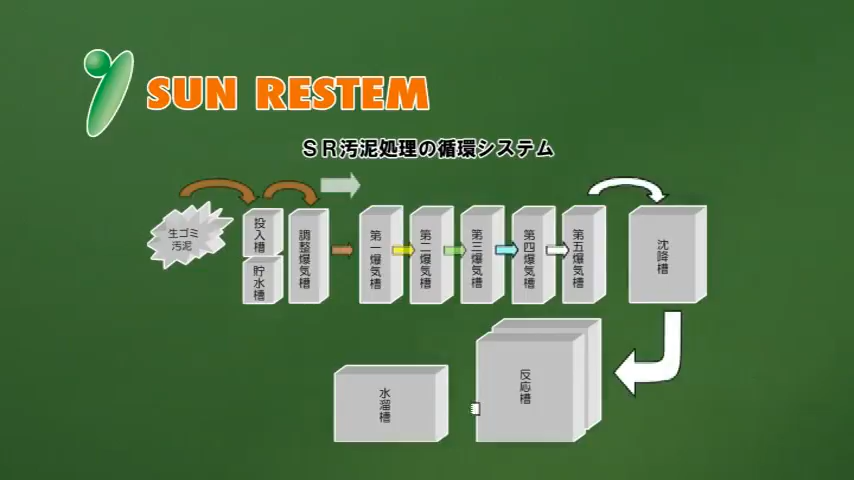 SUN RESTEM
SR汚泥処理の循環システム
生ゴミ
汚泥
投入槽
貯水槽
調整爆気槽
第一爆気槽
第二爆気槽
第三爆気槽
第四爆気槽
第五爆気槽
沈降槽
反応槽
水溜槽